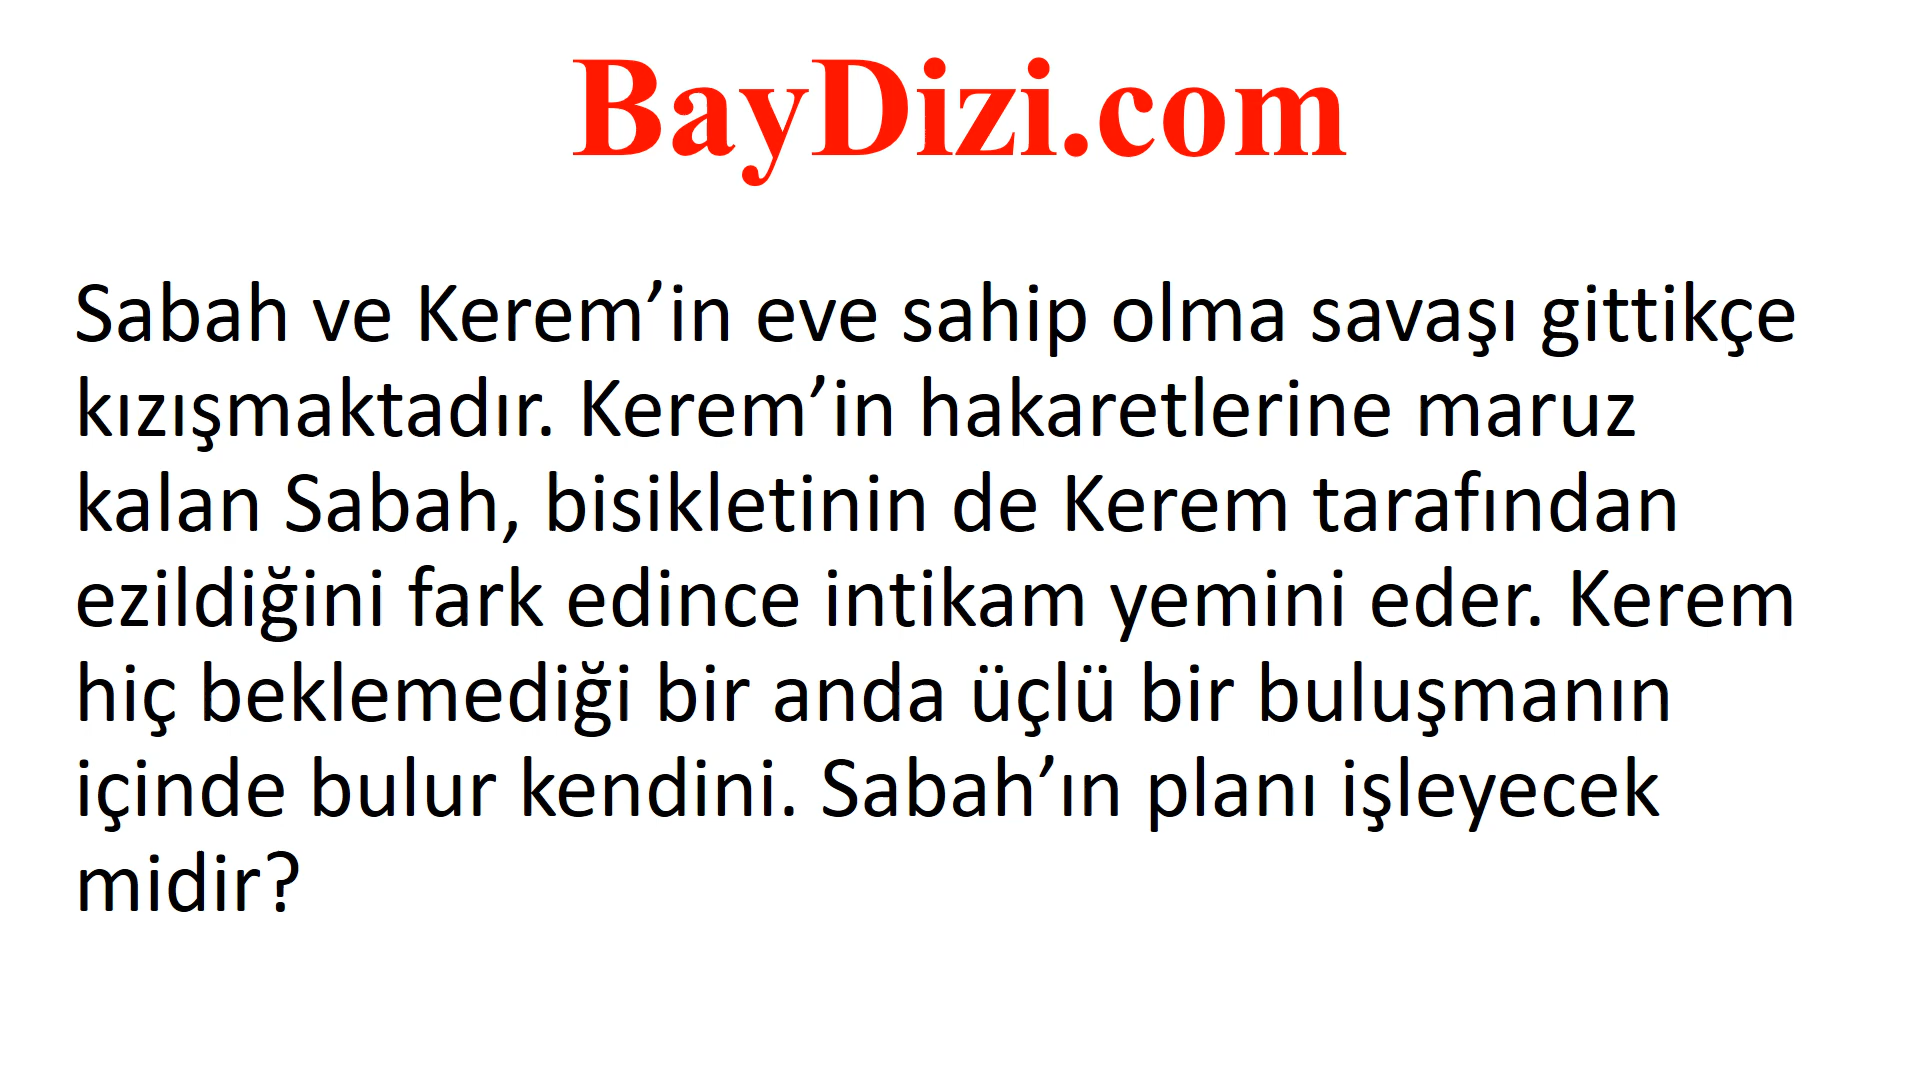 BayDizi.com
Sabah ve Kerem’in eve sahip olma savaşı gittikçe
kızışmaktadır. Kerem’in hakaretlerine maruz
kalan Sabah, bisikletinin de Kerem tarafından
ezildiğini fark edince intikam yemini eder. Kerem
hiç beklemediği bir anda üçlü bir buluşmanın
içinde bulur kendini. Sabah’ın planı işleyecek
midir?